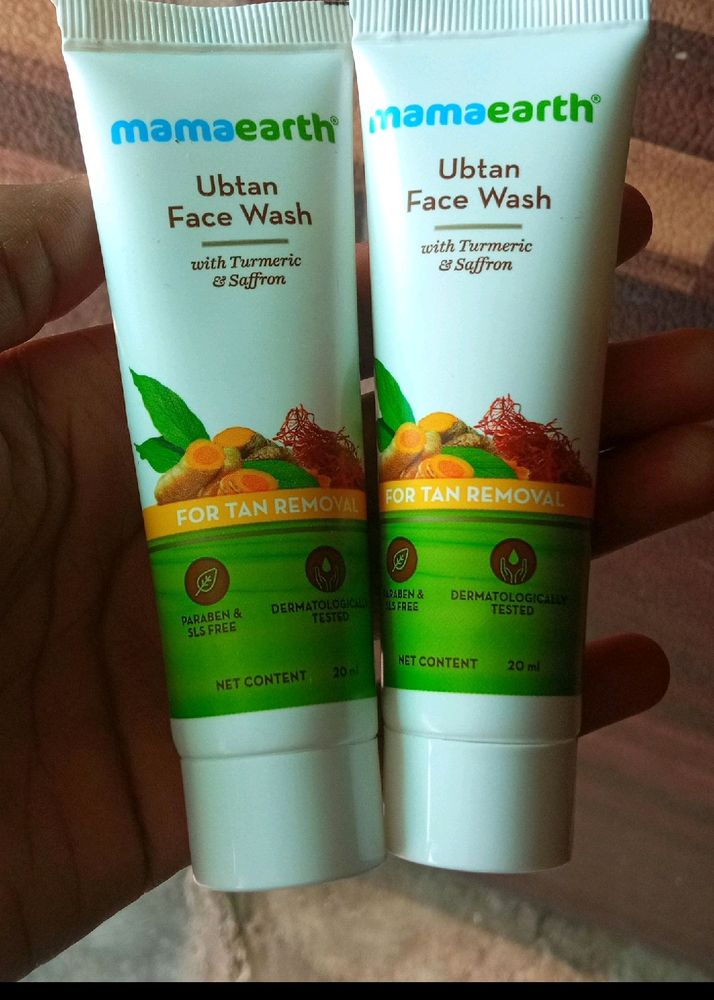 mamaearth®
Ubtan
Face Wash
with Turmeric
& Saffron
FOR TAN REMOVAL
PARABEN &
SLS FREE
DERMATOLOGICALLY
TESTED
NET CONTENT 20 ml
mamaearth®
Ubtan
Face Wash
with Turmeric
& Saffron
FOR TAN REMOVAL
PARABEN &
SLS FREE
DERMATOLOGICALLY
TESTED
NET CONTENT 20 ml